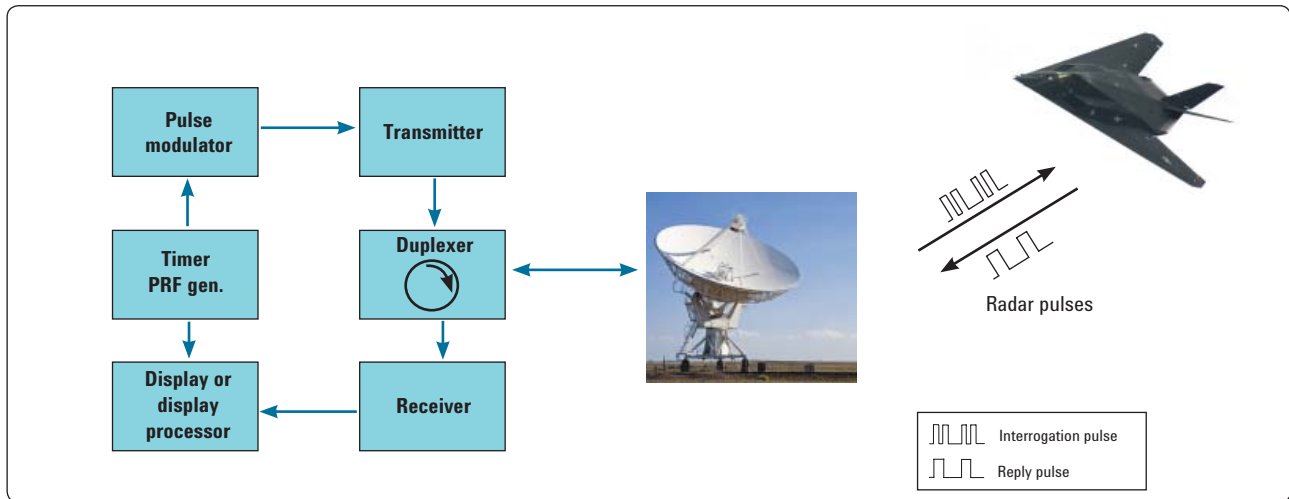 Pulse
modulator
Transmitter
Timer
PRF gen.
Duplexer
Display or
display
processor
Receiver
Radar pulses
Interrogation pulse
Reply pulse